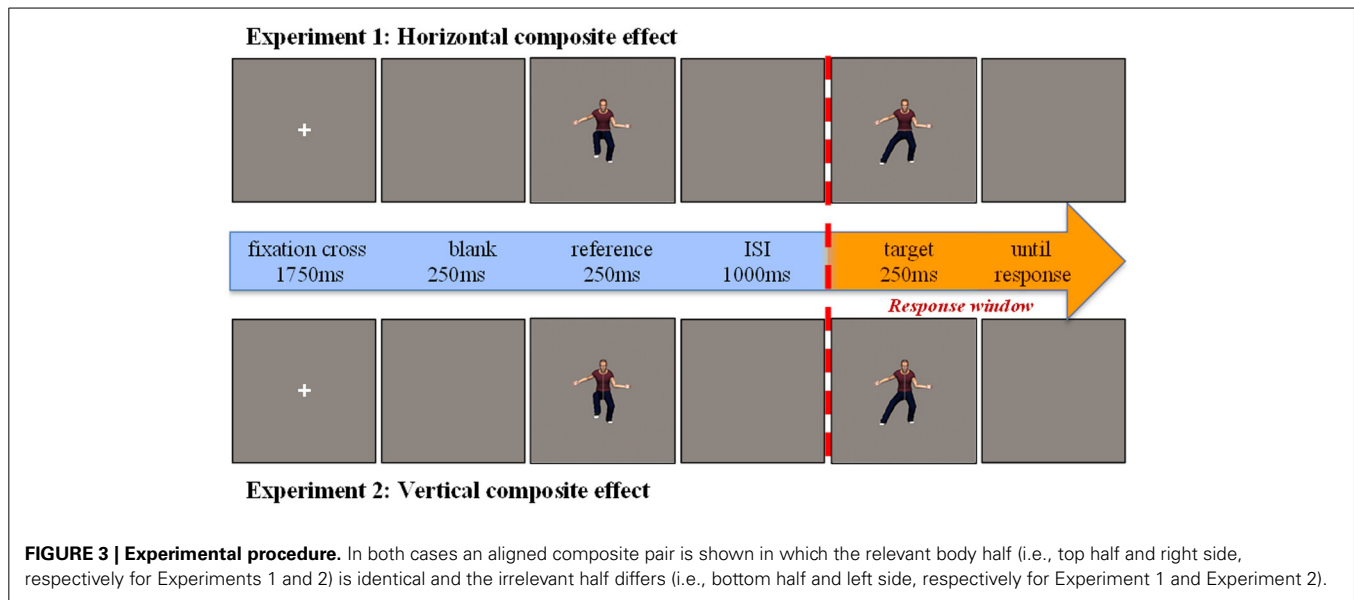 Experiment 1: Horizontal composite effect
fixation cross
1750ms
blank
250ms
reference
250ms
ISI
1000ms
target
250ms
until
response
Response window
Experiment 2: Vertical composite effect
FIGURE 3 | Experimental procedure. In both cases an aligned composite pair is shown in which the relevant body half (i.e., top half and right side,
respectively for Experiments 1 and 2) is identical and the irrelevant half differs (i.e., bottom half and left side, respectively for Experiment 1 and Experiment 2).